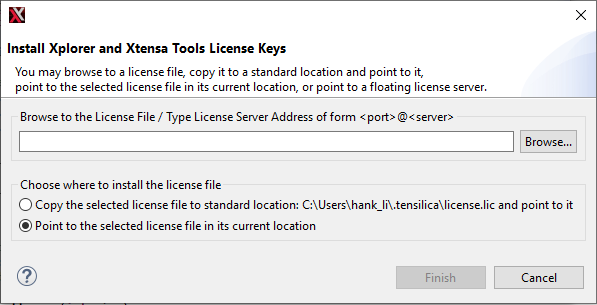 Install Xplorer and Xtensa Tools License Keys
You may browse to a license file, copy it to a standard location and point to it,
point to the selected license file in its current location, or point to a floating license server.
Browse to the License File / Type License Server Address of form <port>@<server>
Browse...
Choose where to install the license file
Copy the selected license file to standard location: C:\Users\hank_li\.tensilica\license.lic and point to it
Point to the selected license file in its current location
?
Finish
Cancel